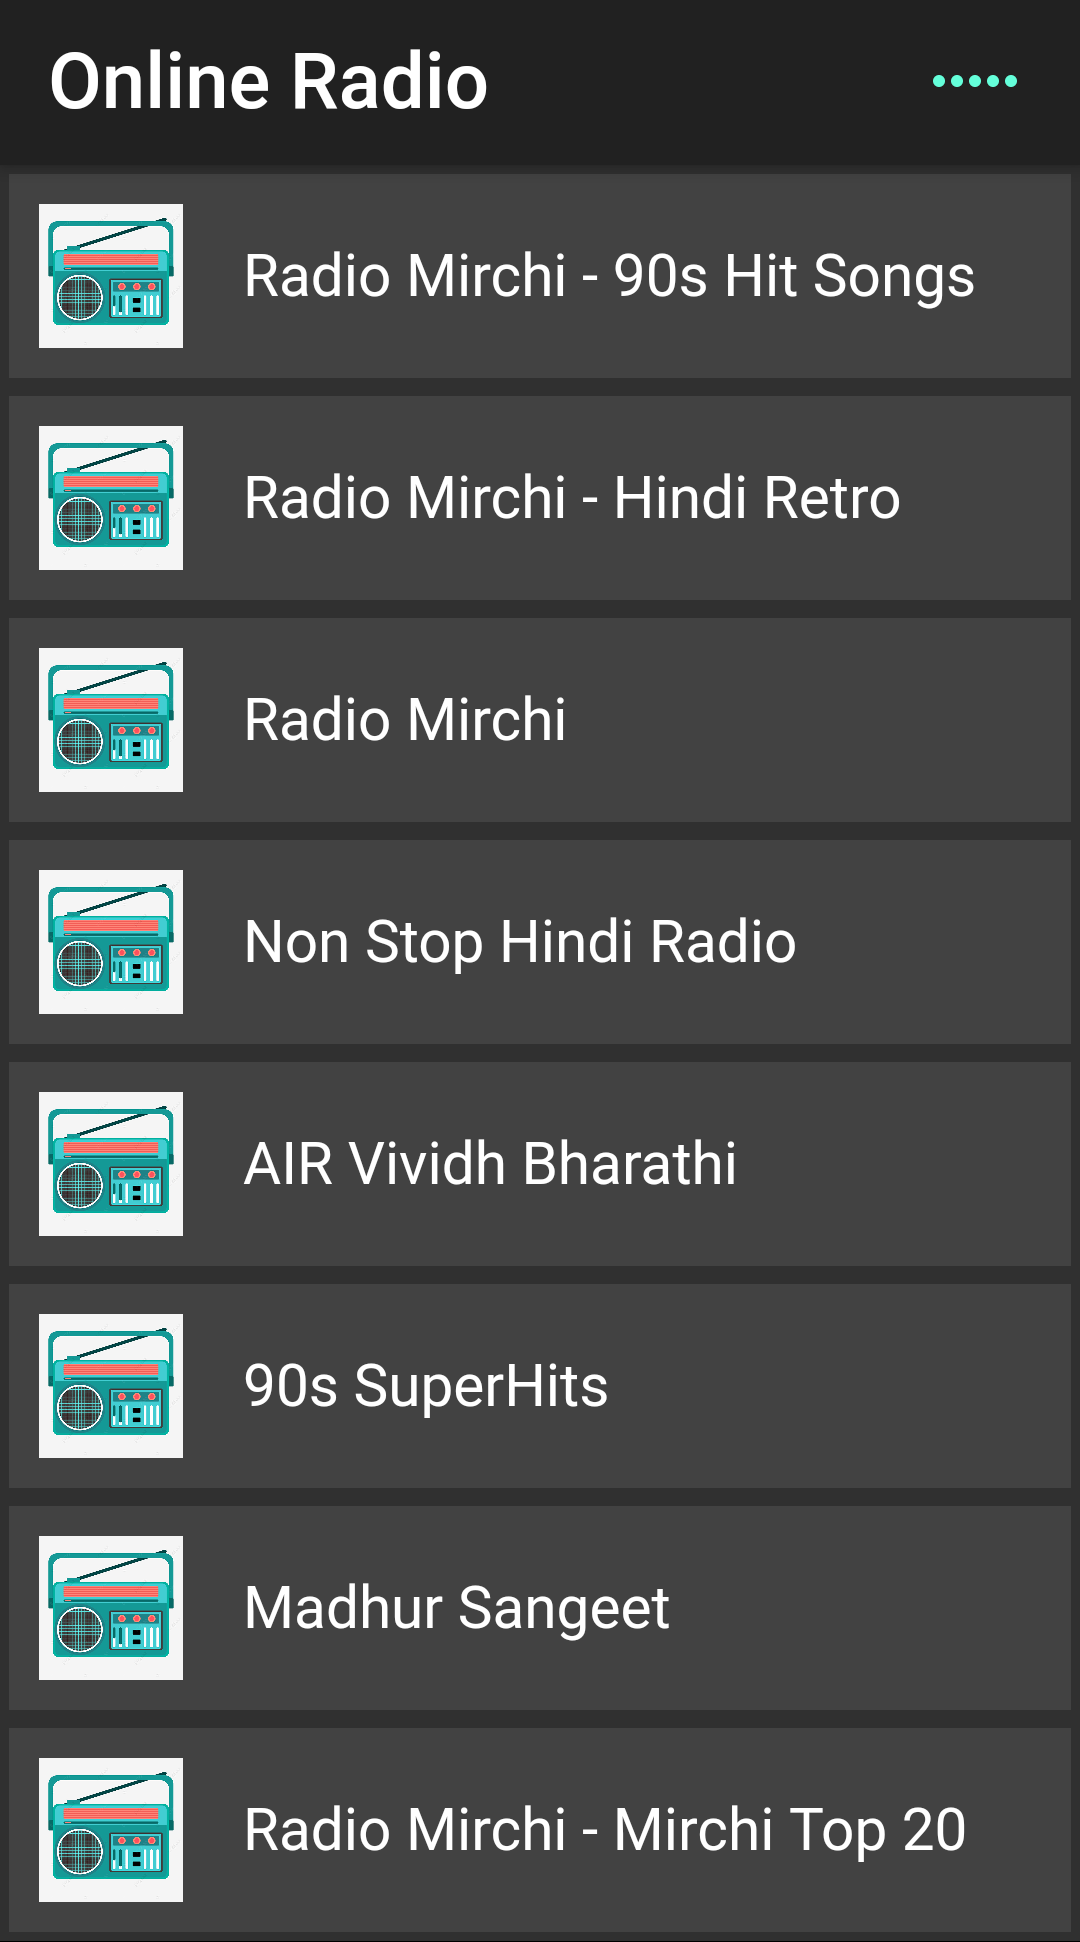 Online Radio
Radio Mirchi - 90s Hit Songs
Radio Mirchi - Hindi Retro
Radio Mirchi
Non Stop Hindi Radio
AIR Vividh Bharathi
90s SuperHits
Madhur Sangeet
Radio Mirchi - Mirchi Top 20